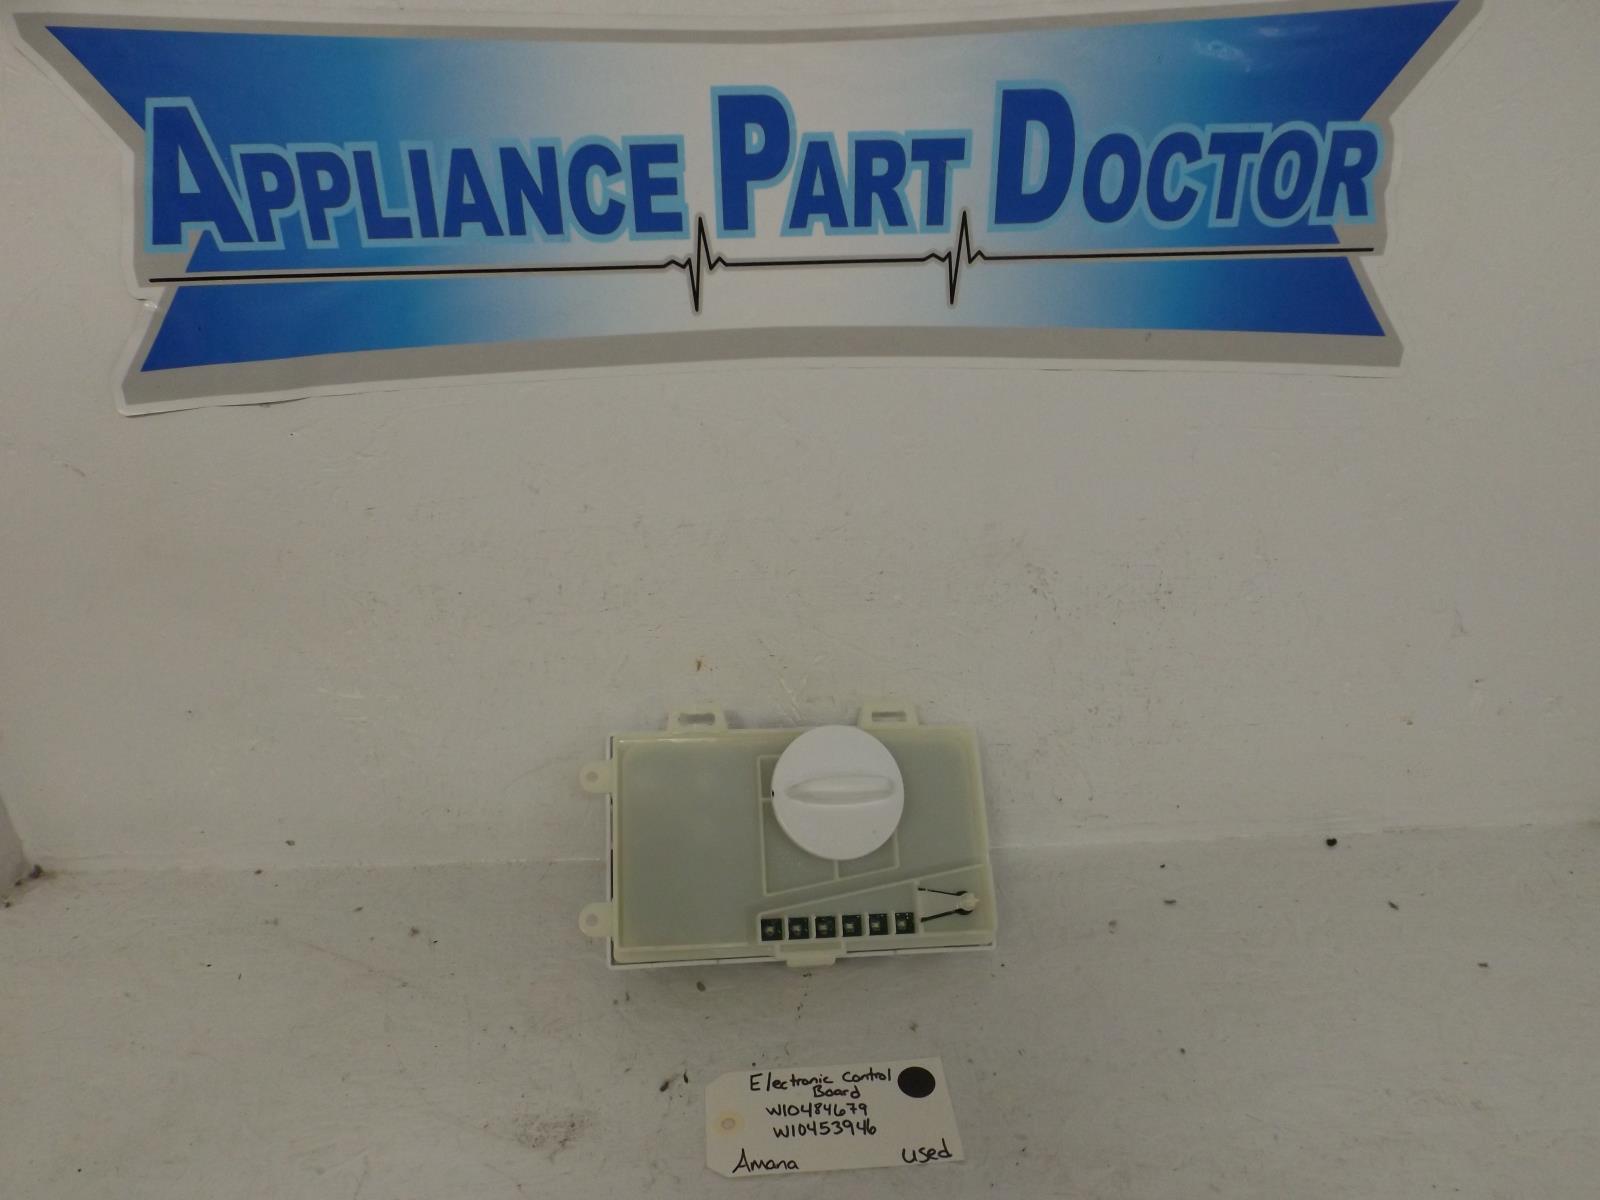 APPLIANCE PART DOCTOR
Electronic Control
Board
W10484679
W10453946
Amana
used